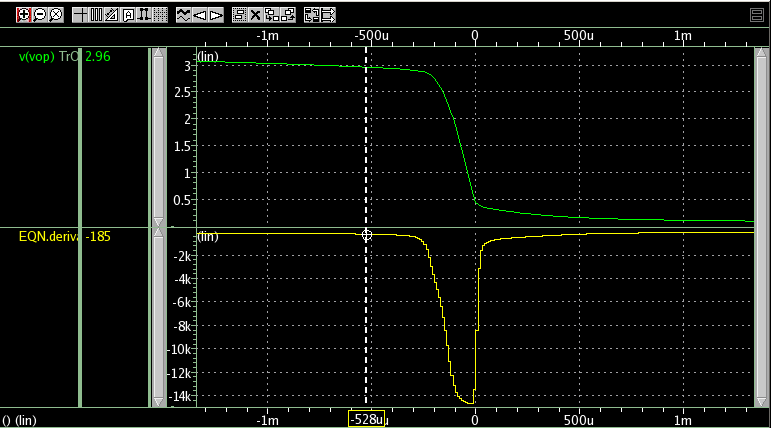 -1m -500u 0 500u 1m
v(vop) TrO 2.96
(lin)
3
2.5
2
1.5
1
0.5
EQN.deriva -185
(lin)
-2k
-4k
-6k
-8k
-10k
-12k
-14k
() (lin)
-1m -528u 0 500u 1m